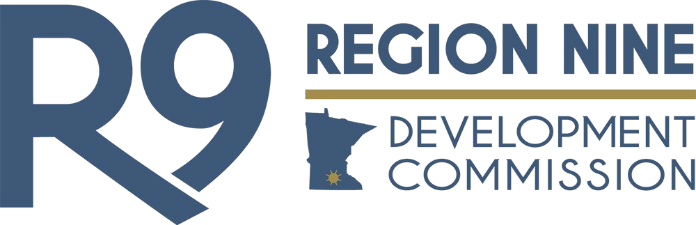 R9
REGION NINE
DEVELOPMENT
COMMISSION